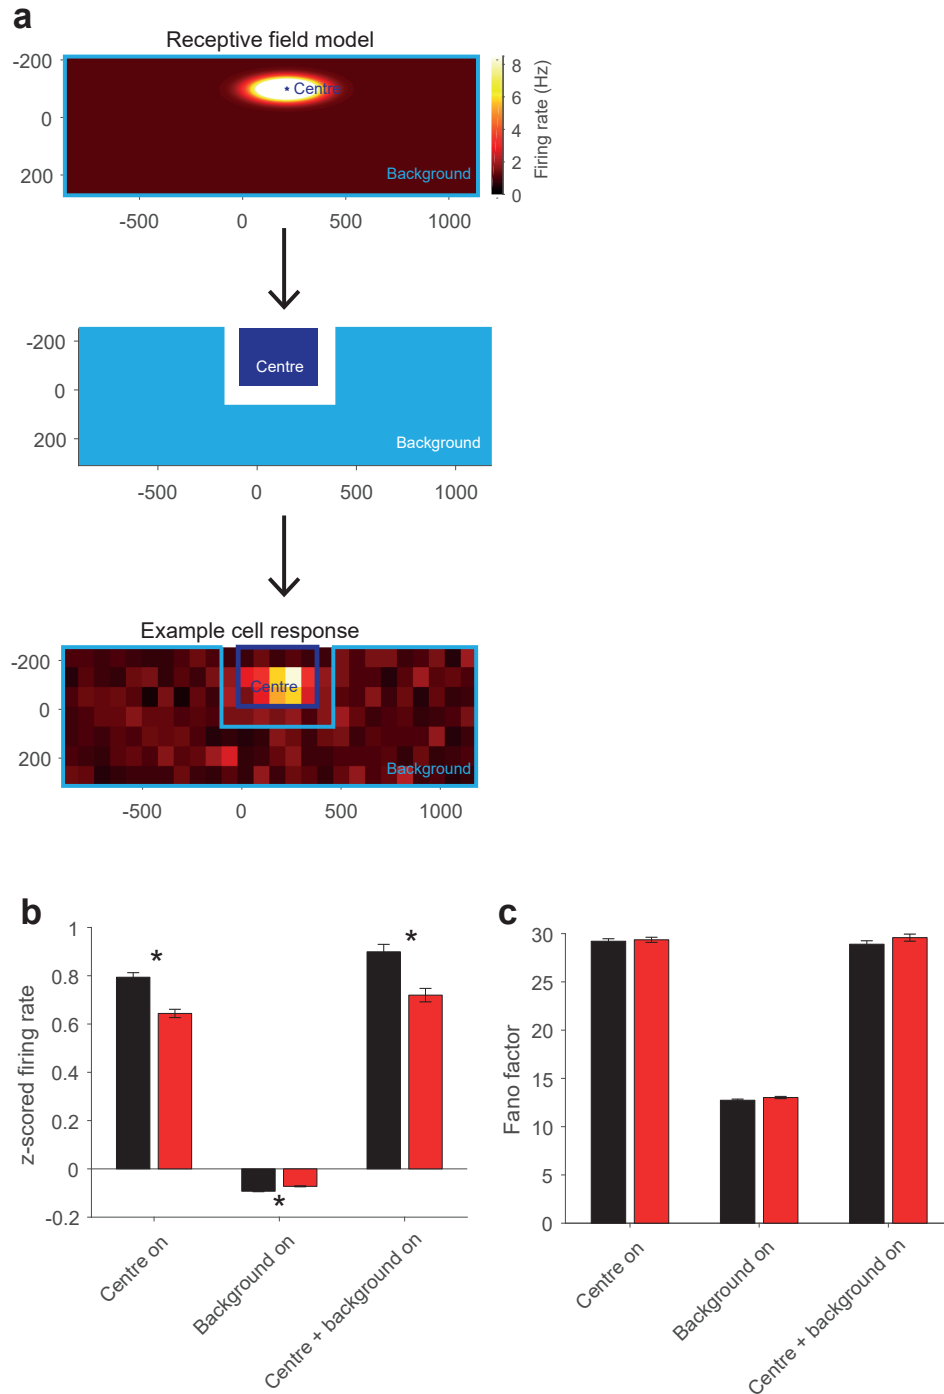 a
Receptive field model
-200
0
200
Centre
Background
-500 0 500 1000
8
6
4
2
0
Firing rate (Hz)
-200
0
200
Centre
Background
-500 0 500 1000
Example cell response
-200
0
200
Centre
Background
-500 0 500 1000
b
z-scored firing rate
1
0.8
0.6
0.4
0.2
0
-0.2
*
*
*
Centre on
Background on
Centre + background on
c
Fano factor
30
25
20
15
10
5
0
Centre on
Background on
Centre + background on